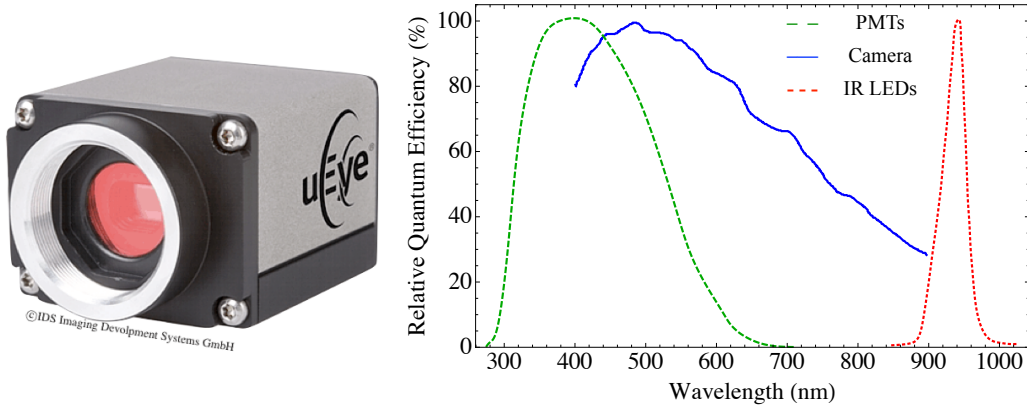 uEye®
©IDS Imaging Devolpment Systems GmbH
Relative Quantum Efficiency (%)
100
80
60
40
20
0
300
400
500
600
700
800
900
1000
Wavelength (nm)
PMTs
Camera
IR LEDs